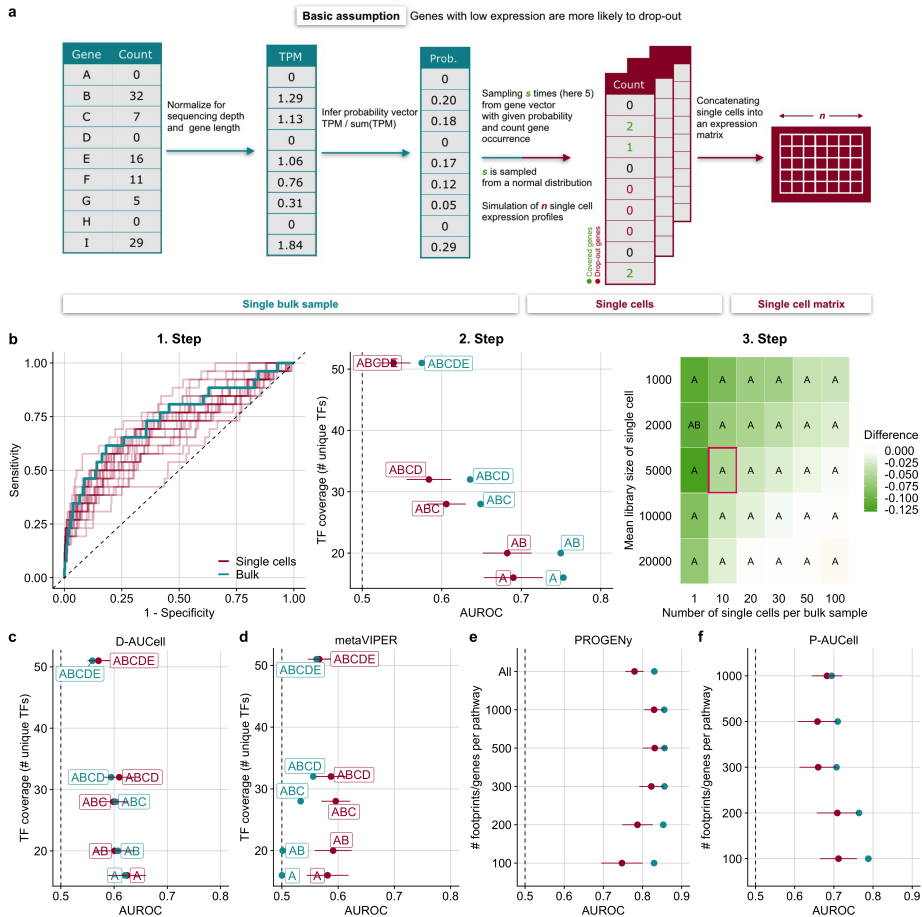 a
Basic assumption Genes with low expression are more likely to drop-out
Gene Count
A 0
B 32
C 7
D 0
E 16
F 11
G 5
H 0
I 29
Normalize for
sequencing depth
and gene length
TPM
0
1.29
1.13
0
1.06
0.76
0.31
0
1.84
Infer probability vector
TPM / sum(TPM)
Prob.
0
0.20
0.18
0
0.17
0.12
0.05
0
0.29
Sampling s times (here 5)
from gene vector
with given probability
and count gene
occurrence
s is sampled
from a normal distribution
Simulation of n single cell
expression profiles
Covered genes
Drop-out genes
Count
0
2
1
0
0
0
0
0
2
Concatenating
single cells into
an expression
matrix
n
Single bulk sample
Single cells
Single cell matrix
b
1. Step
Sensitivity
1.00
0.75
0.50
0.25
0.00
Single cells
Bulk
0.00 0.25 0.50 0.75 1.00
1 - Specificity
2. Step
TF coverage (# unique TFs)
50
40
30
20
ABCDE ABCDE
ABCD ABCD
ABC ABC
AB AB
A A
0.5 0.6 0.7 0.8
AUROC
3. Step
Mean library size of single cell
1000 A A A A A A
2000 AB A A A A A
5000 A A A A A A
10000 A A A A A A
20000 A A A A A A
1 10 20 30 50 100
Number of single cells per bulk sample
Difference
0.000
-0.025
-0.050
-0.075
-0.100
-0.125
c
D-AUCell
TF coverage (# unique TFs)
50
40
30
20
ABCDE
ABCDE
ABCD ABCD
ABC ABC
AB AB
A A
0.5 0.6 0.7 0.8
AUROC
d
metaVIPER
TF coverage (# unique TFs)
50
40
30
20
ABCDE
ABCDE
ABCD
ABCD
ABC
ABC
AB
AB
A A
0.5 0.6 0.7 0.8
AUROC
e
PROGENy
# footprints/genes per pathway
All
1000
500
300
200
100
0.5 0.6 0.7 0.8 0.9
AUROC
f
P-AUCell
# footprints/genes per pathway
1000
500
300
200
100
0.5 0.6 0.7 0.8 0.9
AUROC